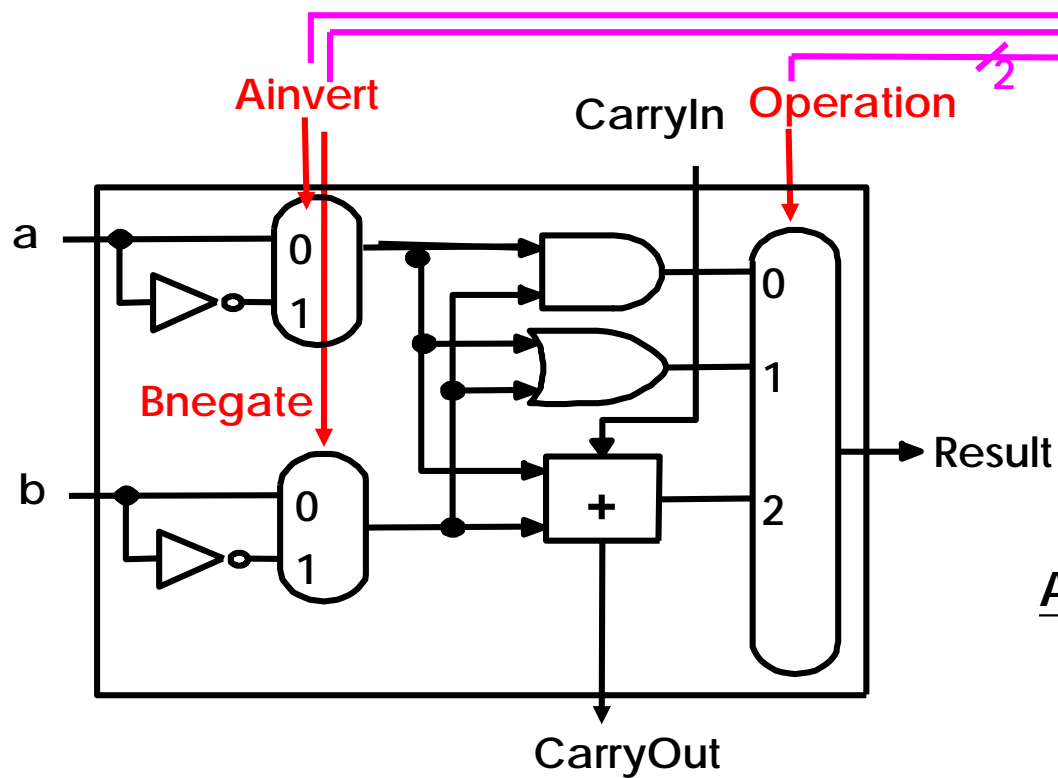 2
Ainvert
Operation
CarryIn
a
0
1
0
1
Bnegate
Result
b
0
1
+
2
A
CarryOut